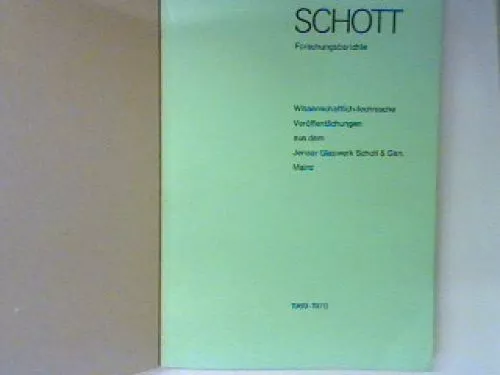 SCHOTT
Forschungsberichte
Wissenschaftlich-technische
Veröffentlichungen
aus dem
Jenaer Glaswerk Schott & Gen.
Mainz
1969-1970